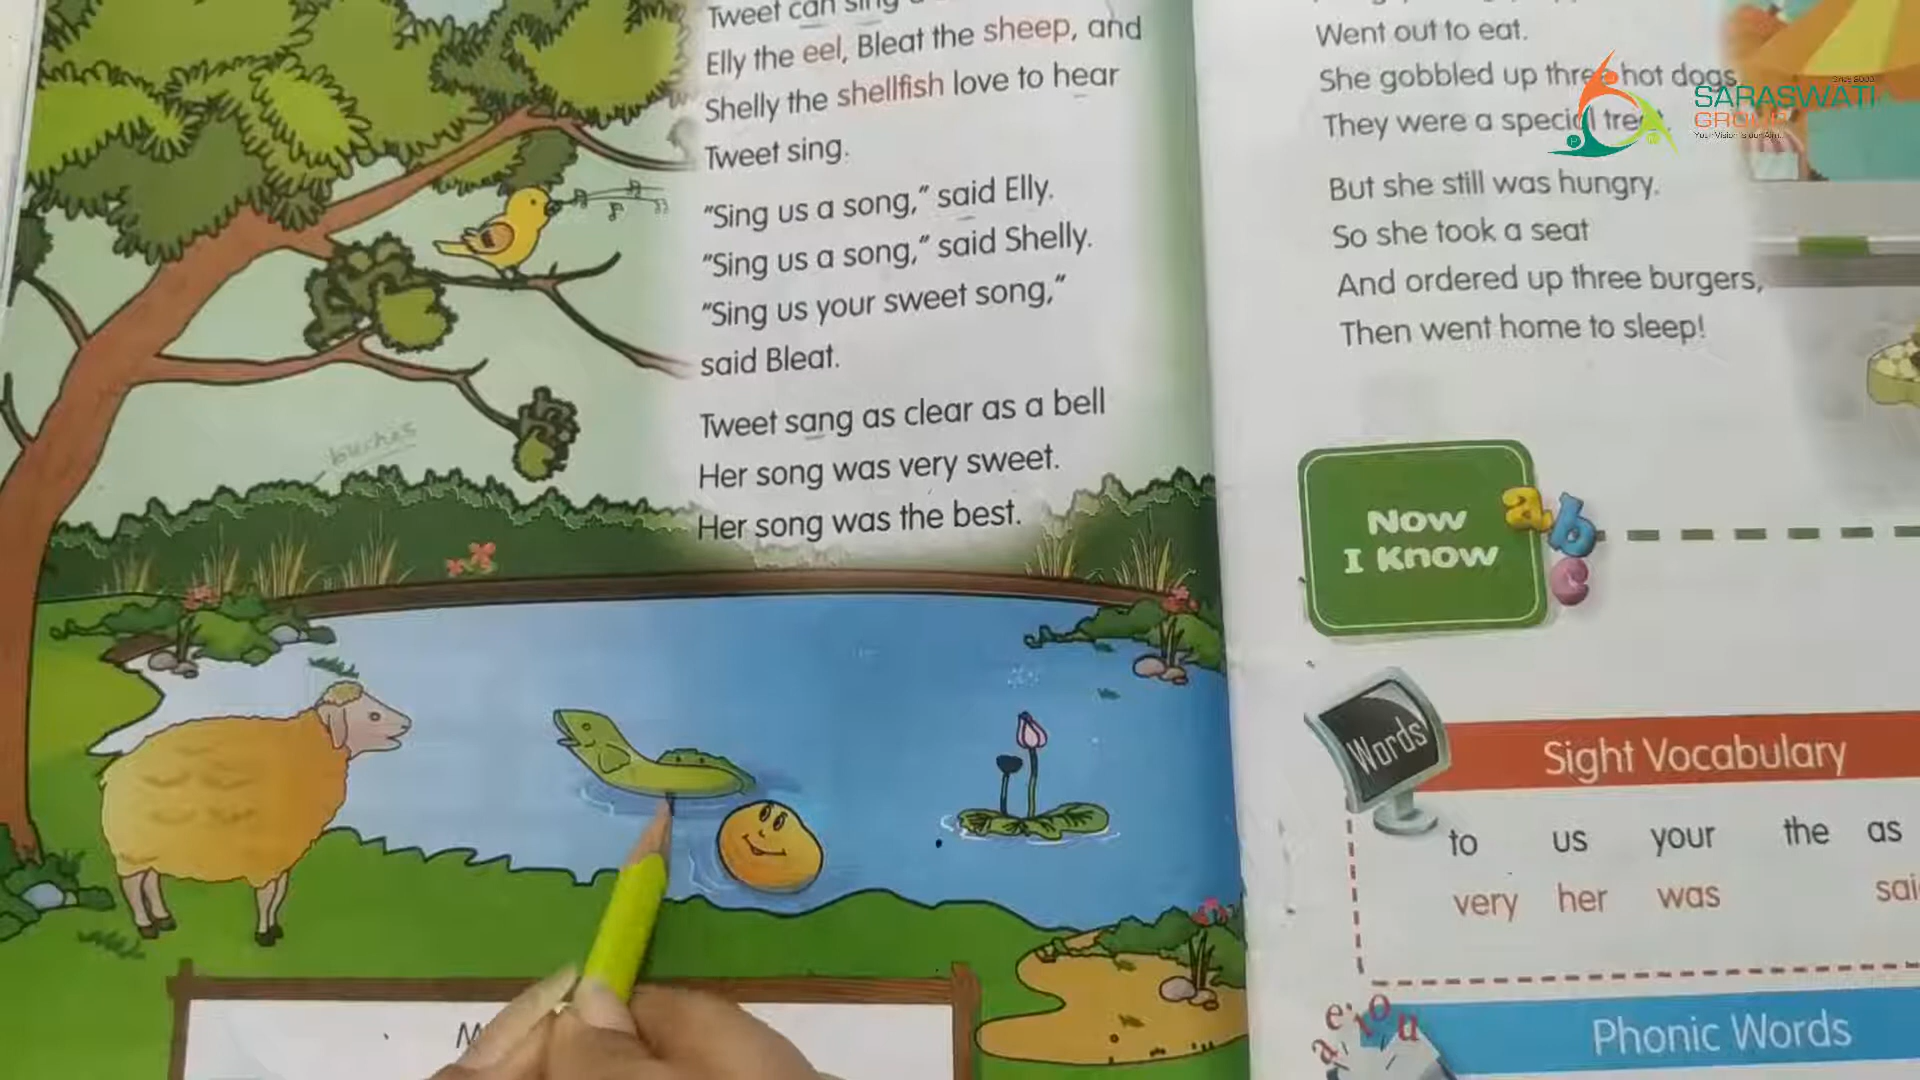 Tweet can sing
Elly the eel, Bleat the sheep, and
Shelly the shellfish love to hear
Tweet sing.
"Sing us a song," said Elly.
"Sing us a song," said Shelly.
"Sing us your sweet song,"
said Bleat.
Tweet sang as clear as a bell
Her song was very sweet.
Her song was the best.
bushes
Went out to eat.
She gobbled up three hot dogs,
They were a special treat.
But she still was hungry.
So she took a seat
And ordered up three burgers,
Then went home to sleep!
SARASWATI
GROUP
Your Vision is our Aim..
Now
I Know
a b c
Words
Sight Vocabulary
to us your the as
very her was
a e i o u
Phonic Words